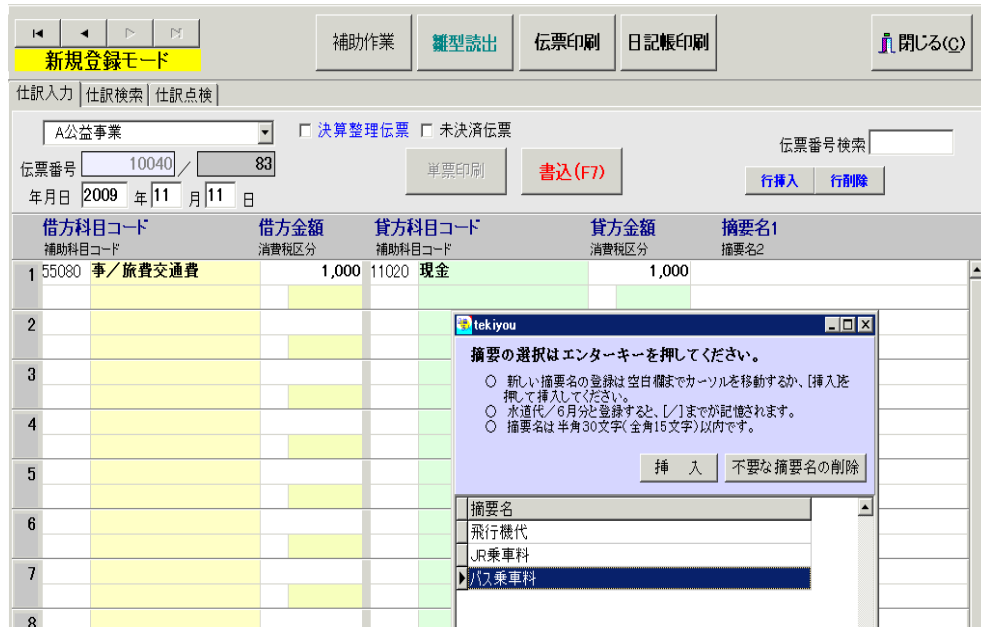 補助作業 雛型読出 伝票印刷 日記帳印刷 閉じる(C)
新規登録モード
仕訳入力 仕訳検索 仕訳点検
A公益事業 決算整理伝票 未決済伝票
伝票番号検索
伝票番号 10040 / 83
単票印刷 書込(F7)
行挿入 行削除
年月日 2009 年 11 月 11 日
借方科目コード 借方金額 貸方科目コード 貸方金額 摘要名1
補助科目コード 消費税区分 補助科目コード 消費税区分 摘要名2
1 55080 事/旅費交通費 1,000 11020 現金 1,000
2
3
4
5
6
7
8
tekiyou
摘要の選択はエンターキーを押してください。
○ 新しい摘要名の登録は空白欄までカーソルを移動するか、[挿入]を
押して挿入してください。
○ 水道代/6月分と登録すると、[/]までが記憶されます。
○ 摘要名は半角30文字(全角15文字)以内です。
挿 入 不要な摘要名の削除
摘要名
飛行機代
JR乗車料
バス乗車料